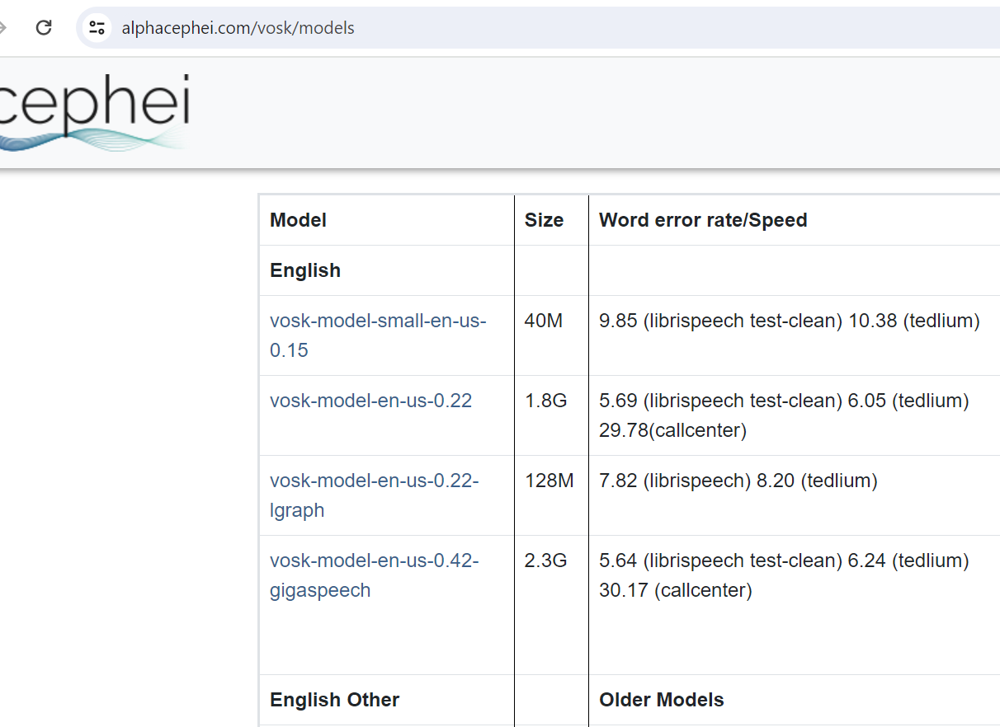 alphacephei.com/vosk/models
cephei
Model Size Word error rate/Speed
English
vosk-model-small-en-us- 40M 9.85 (librispeech test-clean) 10.38 (tedlium)
0.15
vosk-model-en-us-0.22 1.8G 5.69 (librispeech test-clean) 6.05 (tedlium)
29.78(callcenter)
vosk-model-en-us-0.22- 128M 7.82 (librispeech) 8.20 (tedlium)
lgraph
vosk-model-en-us-0.42- 2.3G 5.64 (librispeech test-clean) 6.24 (tedlium)
gigaspeech 30.17 (callcenter)
English Other Older Models